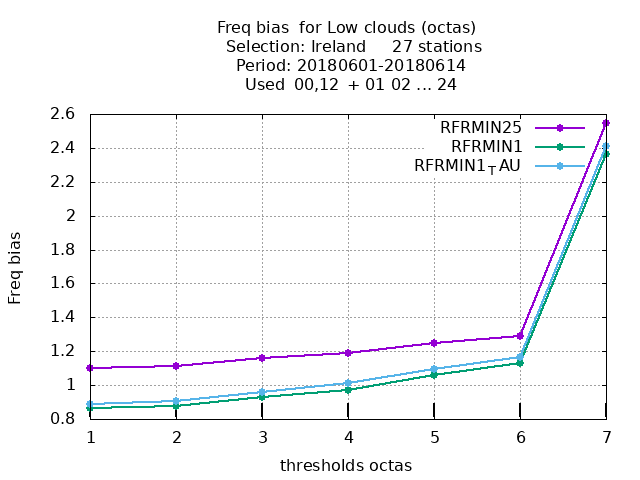 Freq bias  for Low clouds (octas)
Selection: Ireland     27 stations
Period: 20180601-20180614
Used  00,12  + 01 02 ... 24
RFRMIN25
RFRMIN1
RFRMIN1TAU
2.6
2.4
2.2
2
1.8
1.6
1.4
1.2
1
0.8
Freq bias
1 2 3 4 5 6 7
thresholds octas